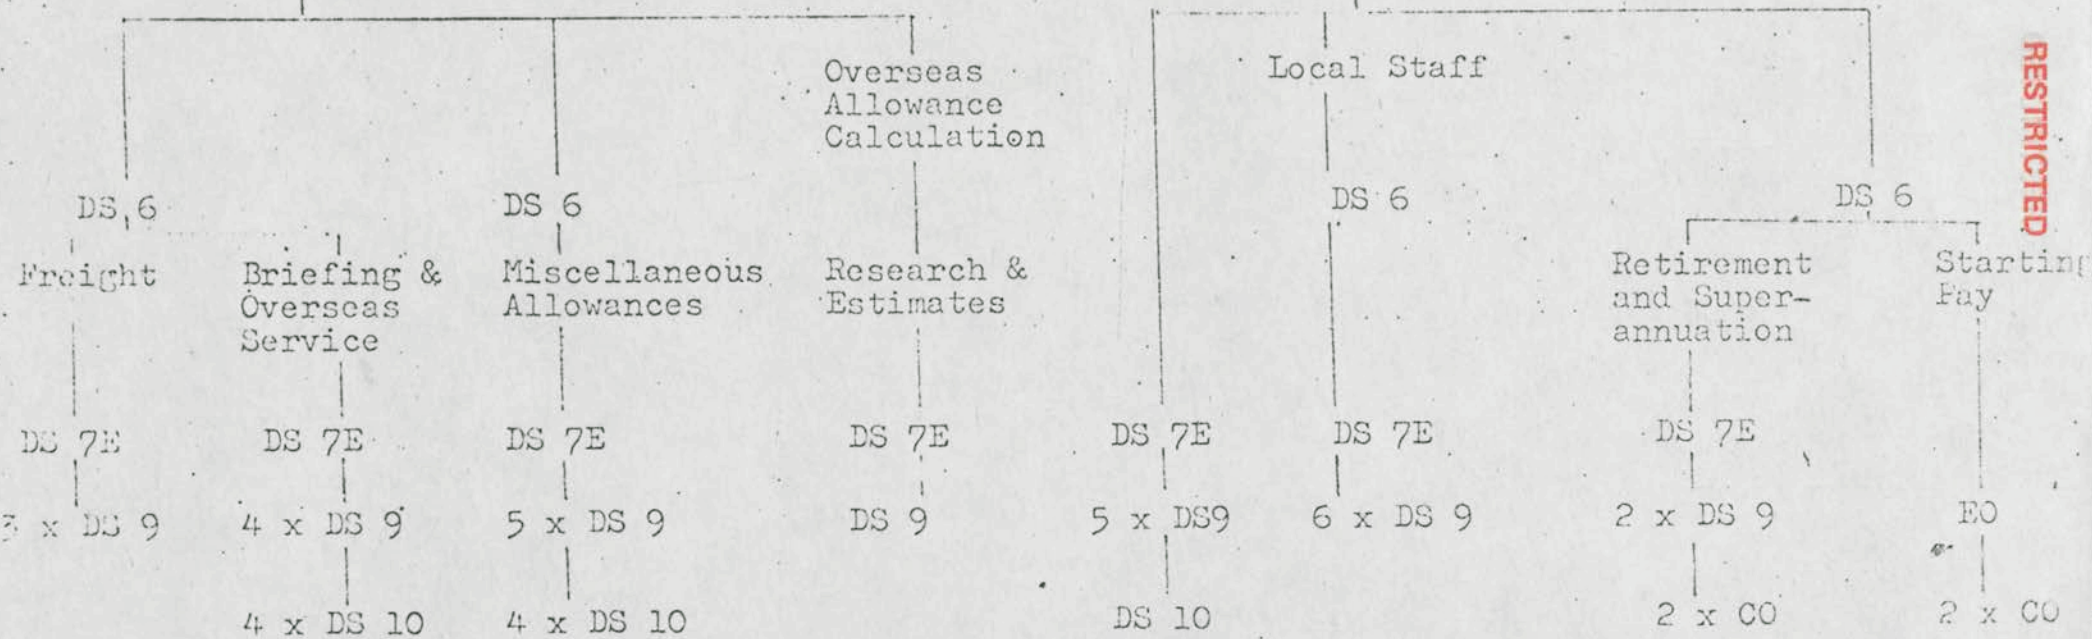 Overseas
Allowance
Calculation
Local Staff
RESTRICTED
DS 6
DS 6
DS 6
DS 6
Freight
Briefing &
Overseas
Service
Miscellaneous
Allowances
Research &
Estimates
Retirement
and Super-
annuation
Starting
Pay
DS 7E
DS 7E
DS 7E
DS 7E
DS 7E
DS 7E
DS 7E
x DS 9
4 x DS 9
5 x DS 9
DS 9
5 x DS9
6 x DS 9
2 x DS 9
EO
4 x DS 10
4 x DS 10
DS 10
2 x CO
2 x CO